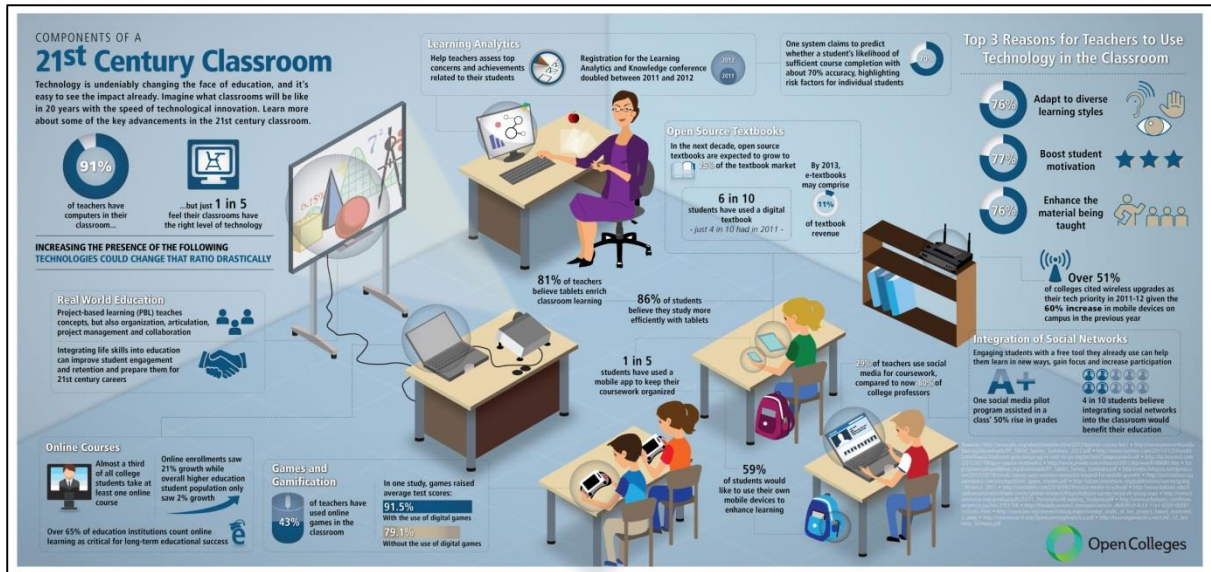 COMPONENTS OF A
21st Century Classroom
Technology is undeniably changing the face of education, and it's
easy to see the impact already. Imagine what classrooms will be like
in 20 years with the speed of technological innovation. Learn more
about some of the key advancements in the 21st century classroom.
91%
of teachers have
computers in their
classroom...
...but just 1 in 5
feel their classrooms have
the right level of technology
INCREASING THE PRESENCE OF THE FOLLOWING
TECHNOLOGIES COULD CHANGE THAT RATIO DRASTICALLY
Real World Education
Project-based learning (PBL) teaches
concepts, but also organization, articulation,
project management and collaboration
Integrating life skills into education
can improve student engagement
and retention and prepare them for
21st century careers
Online Courses
Almost a third
of all college
students take at
least one online
course
Online enrollments saw
21% growth while
overall higher education
student population only
saw 2% growth
Over 65% of education institutions count online
learning as critical for long-term educational success
Games and
Gamification
43%
of teachers have
used online
games in the
classroom
In one study, games raised
average test scores:
91.5%
With the use of digital games
79.1%
Without the use of digital games
Learning Analytics
Help teachers assess top
concerns and achievements
related to their students
Registration for the Learning
Analytics and Knowledge conference
doubled between 2011 and 2012
2012
2011
One system claims to predict
whether a student's likelihood of
sufficient course completion with
about 70% accuracy, highlighting
risk factors for individual students
70%
Open Source Textbooks
In the next decade, open source
textbooks are expected to grow to
25% of the textbook market
6 in 10
students have used a digital
textbook
- just 4 in 10 had in 2011 -
By 2013,
e-textbooks
may comprise
11%
of textbook
revenue
81% of teachers
believe tablets enrich
classroom learning
86% of students
believe they study more
efficiently with tablets
1 in 5
students have used a
mobile app to keep their
coursework organized
59%
of students would
like to use their own
mobile devices to
enhance learning
Top 3 Reasons for Teachers to Use
Technology in the Classroom
76%
Adapt to diverse
learning styles
77%
Boost student
motivation
76%
Enhance the
material being
taught
Over 51%
of colleges cited wireless upgrades as
their tech priority in 2011-12 given the
60% increase in mobile devices on
campus in the previous year
Integration of Social Networks
Engaging students with a free tool they already use can help
them learn in new ways, gain focus and increase participation
29% of teachers use social
media for coursework,
compared to now 80% of
college professors
A+
One social media pilot
program assisted in a
class' 50% rise in grades
4 in 10 students believe
integrating social networks
into the classroom would
benefit their education
OpenColleges